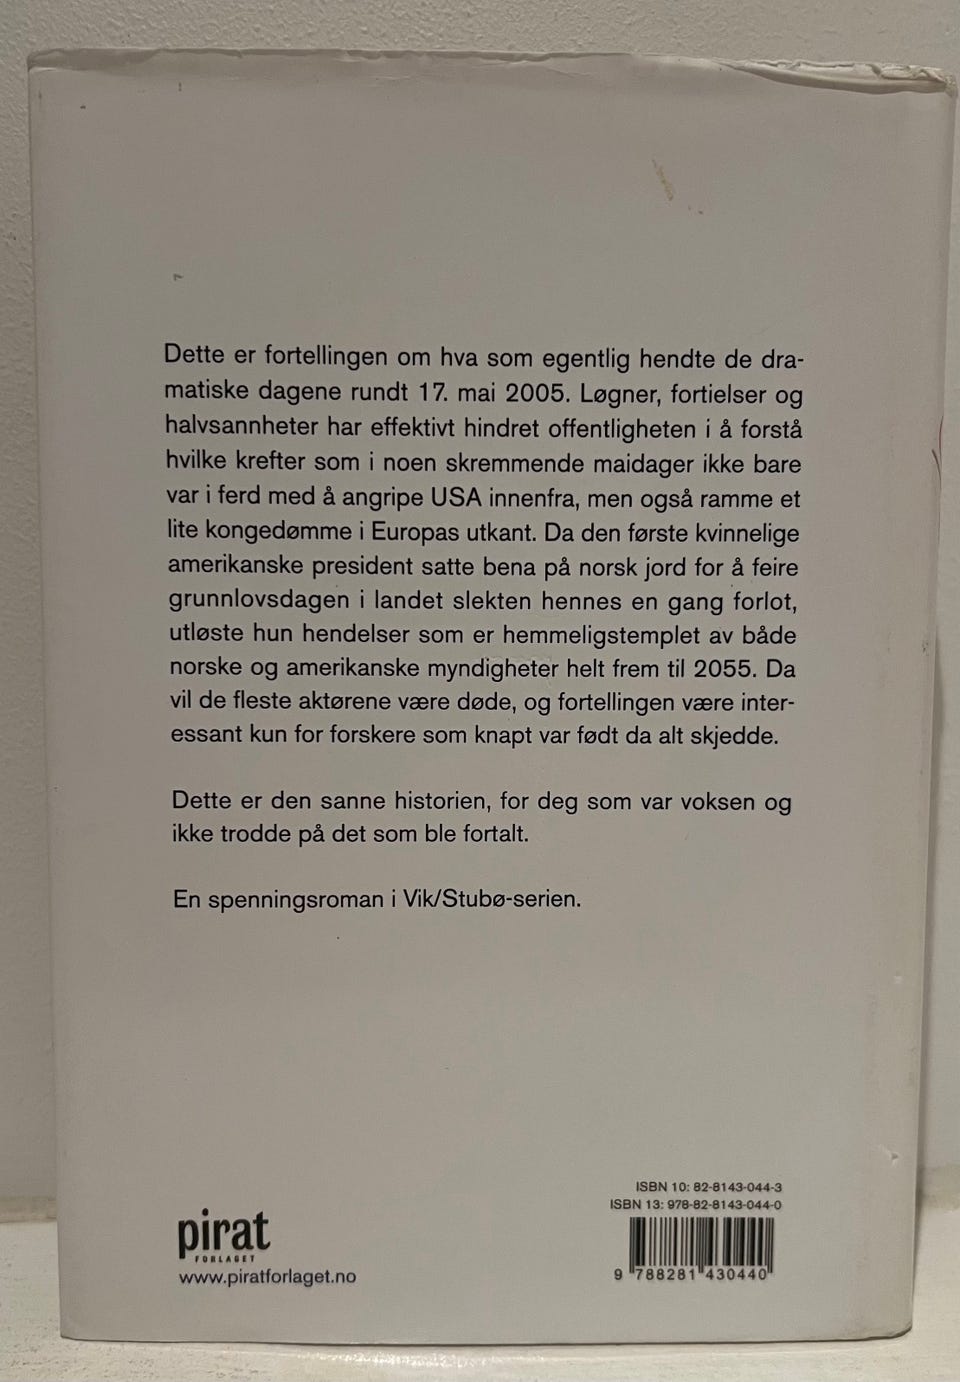 Dette er fortellingen om hva som egentlig hendte de dra-
matiske dagene rundt 17. mai 2005. Løgner, fortielser og
halvsannheter har effektivt hindret offentligheten i å forstå
hvilke krefter som i noen skremmende maidager ikke bare
var i ferd med å angripe USA innenfra, men også ramme et
lite kongedømme i Europas utkant. Da den første kvinnelige
amerikanske president satte bena på norsk jord for å feire
grunnlovsdagen i landet slekten hennes en gang forlot,
utløste hun hendelser som er hemmeligstemplet av både
norske og amerikanske myndigheter helt frem til 2055. Da
vil de fleste aktørene være døde, og fortellingen være inter-
essant kun for forskere som knapt var født da alt skjedde.
Dette er den sanne historien, for deg som var voksen og
ikke trodde på det som ble fortalt.
En spenningsroman i Vik/Stubø-serien.
pirat
FORLAGET
www.piratforlaget.no
ISBN 10: 82-8143-044-3
ISBN 13: 978-82-8143-044-0
9 788281 430440